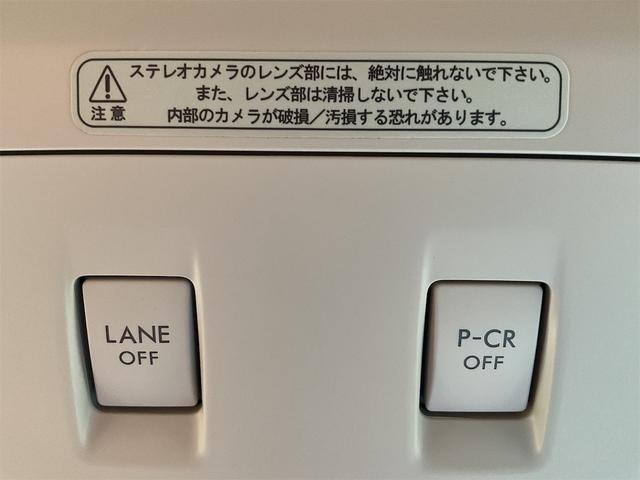 ステレオカメラのレンズ部には、絶対に触れないで下さい。
また、レンズ部は清掃しないで下さい。
注意 内部のカメラが破損／汚損する恐れがあります。
LANE
OFF
P-CR
OFF